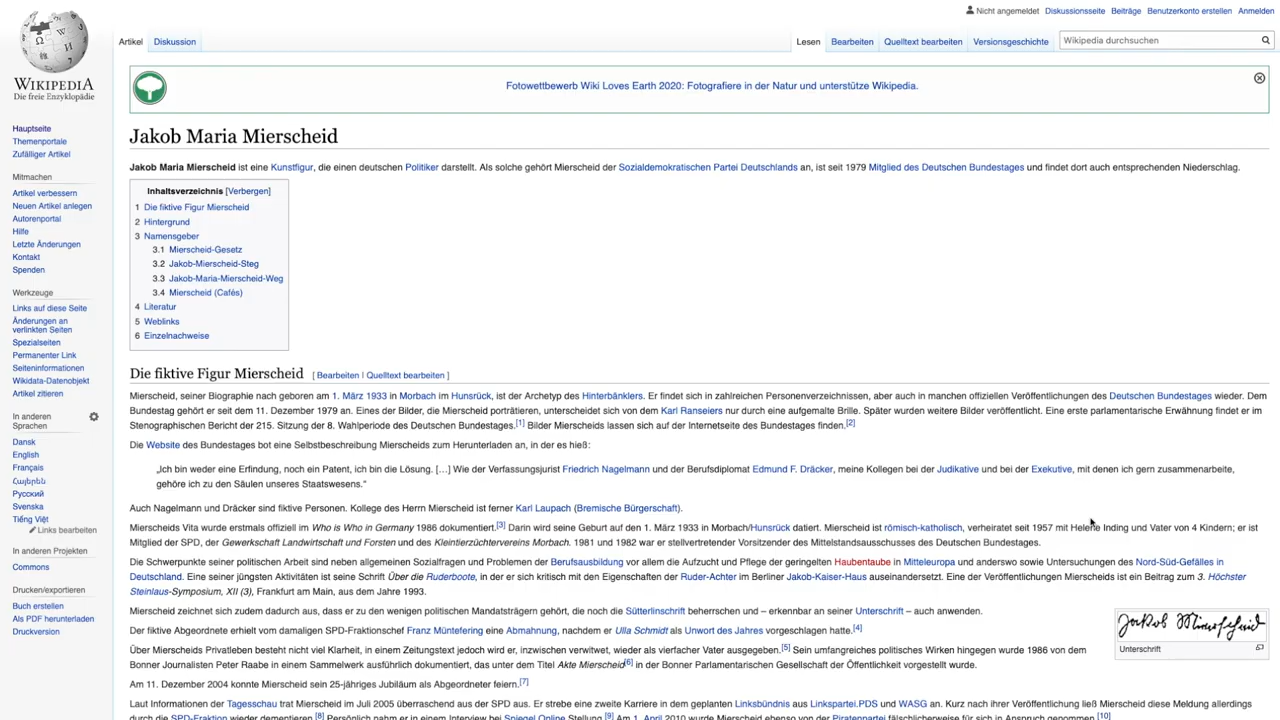 Nicht angemeldet Diskussionsseite Beiträge Benutzerkonto erstellen Anmelden
WIKIPEDIA
Die freie Enzyklopädie
Artikel Diskussion
Lesen Bearbeiten Quelltext bearbeiten Versionsgeschichte Wikipedia durchsuchen
Hauptseite
Themenportale
Zufälliger Artikel
Mitmachen
Artikel verbessern
Neuen Artikel anlegen
Autorenportal
Hilfe
Letzte Änderungen
Kontakt
Spenden
Werkzeuge
Links auf diese Seite
Änderungen an
verlinkten Seiten
Spezialseiten
Permanenter Link
Seiteninformationen
Wikidata-Datenobjekt
Artikel zitieren
In anderen
Sprachen
Dansk
English
Français
Հայերեն
Русский
Svenska
Tiếng Việt
Links bearbeiten
In anderen Projekten
Commons
Drucken/exportieren
Buch erstellen
Als PDF herunterladen
Druckversion
Fotowettbewerb Wiki Loves Earth 2020: Fotografiere in der Natur und unterstütze Wikipedia.
Jakob Maria Mierscheid
Jakob Maria Mierscheid ist eine Kunstfigur, die einen deutschen Politiker darstellt. Als solche gehört Mierscheid der Sozialdemokratischen Partei Deutschlands an, ist seit 1979 Mitglied des Deutschen Bundestages und findet dort auch entsprechenden Niederschlag.
Inhaltsverzeichnis [Verbergen]
1 Die fiktive Figur Mierscheid
2 Hintergrund
3 Namensgeber
3.1 Mierscheid-Gesetz
3.2 Jakob-Mierscheid-Steg
3.3 Jakob-Maria-Mierscheid-Weg
3.4 Mierscheid (Cafés)
4 Literatur
5 Weblinks
6 Einzelnachweise
Die fiktive Figur Mierscheid [ Bearbeiten | Quelltext bearbeiten ]
Mierscheid, seiner Biographie nach geboren am 1. März 1933 in Morbach im Hunsrück, ist der Archetyp des Hinterbänklers. Er findet sich in zahlreichen Personenverzeichnissen, aber auch in manchen offiziellen Veröffentlichungen des Deutschen Bundestages wieder. Dem
Bundestag gehört er seit dem 11. Dezember 1979 an. Eines der Bilder, die Mierscheid porträtieren, unterscheidet sich von dem Karl Ranseiers nur durch eine aufgemalte Brille. Später wurden weitere Bilder veröffentlicht. Eine erste parlamentarische Erwähnung findet er im
Stenographischen Bericht der 215. Sitzung der 8. Wahlperiode des Deutschen Bundestages.[1] Bilder Mierscheids lassen sich auf der Internetseite des Bundestages finden.[2]
Die Website des Bundestages bot eine Selbstbeschreibung Mierscheids zum Herunterladen an, in der es hieß:
„Ich bin weder eine Erfindung, noch ein Patent, ich bin die Lösung. […] Wie der Verfassungsjurist Friedrich Nagelmann und der Berufsdiplomat Edmund F. Dräcker, meine Kollegen bei der Judikative und bei der Exekutive, mit denen ich gern zusammenarbeite,
gehöre ich zu den Säulen unseres Staatswesens.“
Auch Nagelmann und Dräcker sind fiktive Personen. Kollege des Herrn Mierscheid ist ferner Karl Laupach (Bremische Bürgerschaft).
Mierscheids Vita wurde erstmals offiziell im Who is Who in Germany 1986 dokumentiert.[3] Darin wird seine Geburt auf den 1. März 1933 in Morbach/Hunsrück datiert. Mierscheid ist römisch-katholisch, verheiratet seit 1957 mit Helene Inding und Vater von 4 Kindern; er ist
Mitglied der SPD, der Gewerkschaft Landwirtschaft und Forsten und des Kleintierzüchtervereins Morbach. 1981 und 1982 war er stellvertretender Vorsitzender des Mittelstandsausschusses des Deutschen Bundestages.
Die Schwerpunkte seiner politischen Arbeit sind neben allgemeinen Sozialfragen und Problemen der Berufsausbildung vor allem die Aufzucht und Pflege der geringelten Haubentaube in Mitteleuropa und anderswo sowie Untersuchungen des Nord-Süd-Gefälles in
Deutschland. Eine seiner jüngsten Aktivitäten ist seine Schrift Über die Ruderboote, in der er sich kritisch mit den Eigenschaften der Ruder-Achter im Berliner Jakob-Kaiser-Haus auseinandersetzt. Eine der Veröffentlichungen Mierscheids ist ein Beitrag zum 3. Höchster
Steinlaus-Symposium, XII (3), Frankfurt am Main, aus dem Jahre 1993.
Mierscheid zeichnet sich zudem dadurch aus, dass er zu den wenigen politischen Mandatsträgern gehört, die noch die Sütterlinschrift beherrschen und – erkennbar an seiner Unterschrift – auch anwenden.
Der fiktive Abgeordnete erhielt vom damaligen SPD-Fraktionschef Franz Müntefering eine Abmahnung, nachdem er Ulla Schmidt als Unwort des Jahres vorgeschlagen hatte.[4]
Über Mierscheids Privatleben besteht nicht viel Klarheit, in einem Zeitungstext jedoch wird er, inzwischen verwitwet, wieder als vierfacher Vater ausgegeben.[5] Sein umfangreiches politisches Wirken hingegen wurde 1986 von dem
Bonner Journalisten Peter Raabe in einem Sammelwerk ausführlich dokumentiert, das unter dem Titel Akte Mierscheid[6] in der Bonner Parlamentarischen Gesellschaft der Öffentlichkeit vorgestellt wurde.
Jakob Mierscheid
Unterschrift
Am 11. Dezember 2004 konnte Mierscheid sein 25-jähriges Jubiläum als Abgeordneter feiern.[7]
Laut Informationen der Tagesschau trat Mierscheid im Juli 2005 überraschend aus der SPD aus. Er strebe eine zweite Karriere in dem geplanten Linksbündnis aus Linkspartei.PDS und WASG an. Kurz nach ihrer Veröffentlichung ließ Mierscheid diese Meldung allerdings
durch die SPD-Fraktion wieder dementieren.[8] Persönlich nahm er in einem Interview bei Spiegel Online Stellung.[9] Am 1. April 2010 wurde Mierscheid ebenso von der Piratenpartei fälschlicherweise für sich in Anspruch genommen.[10]